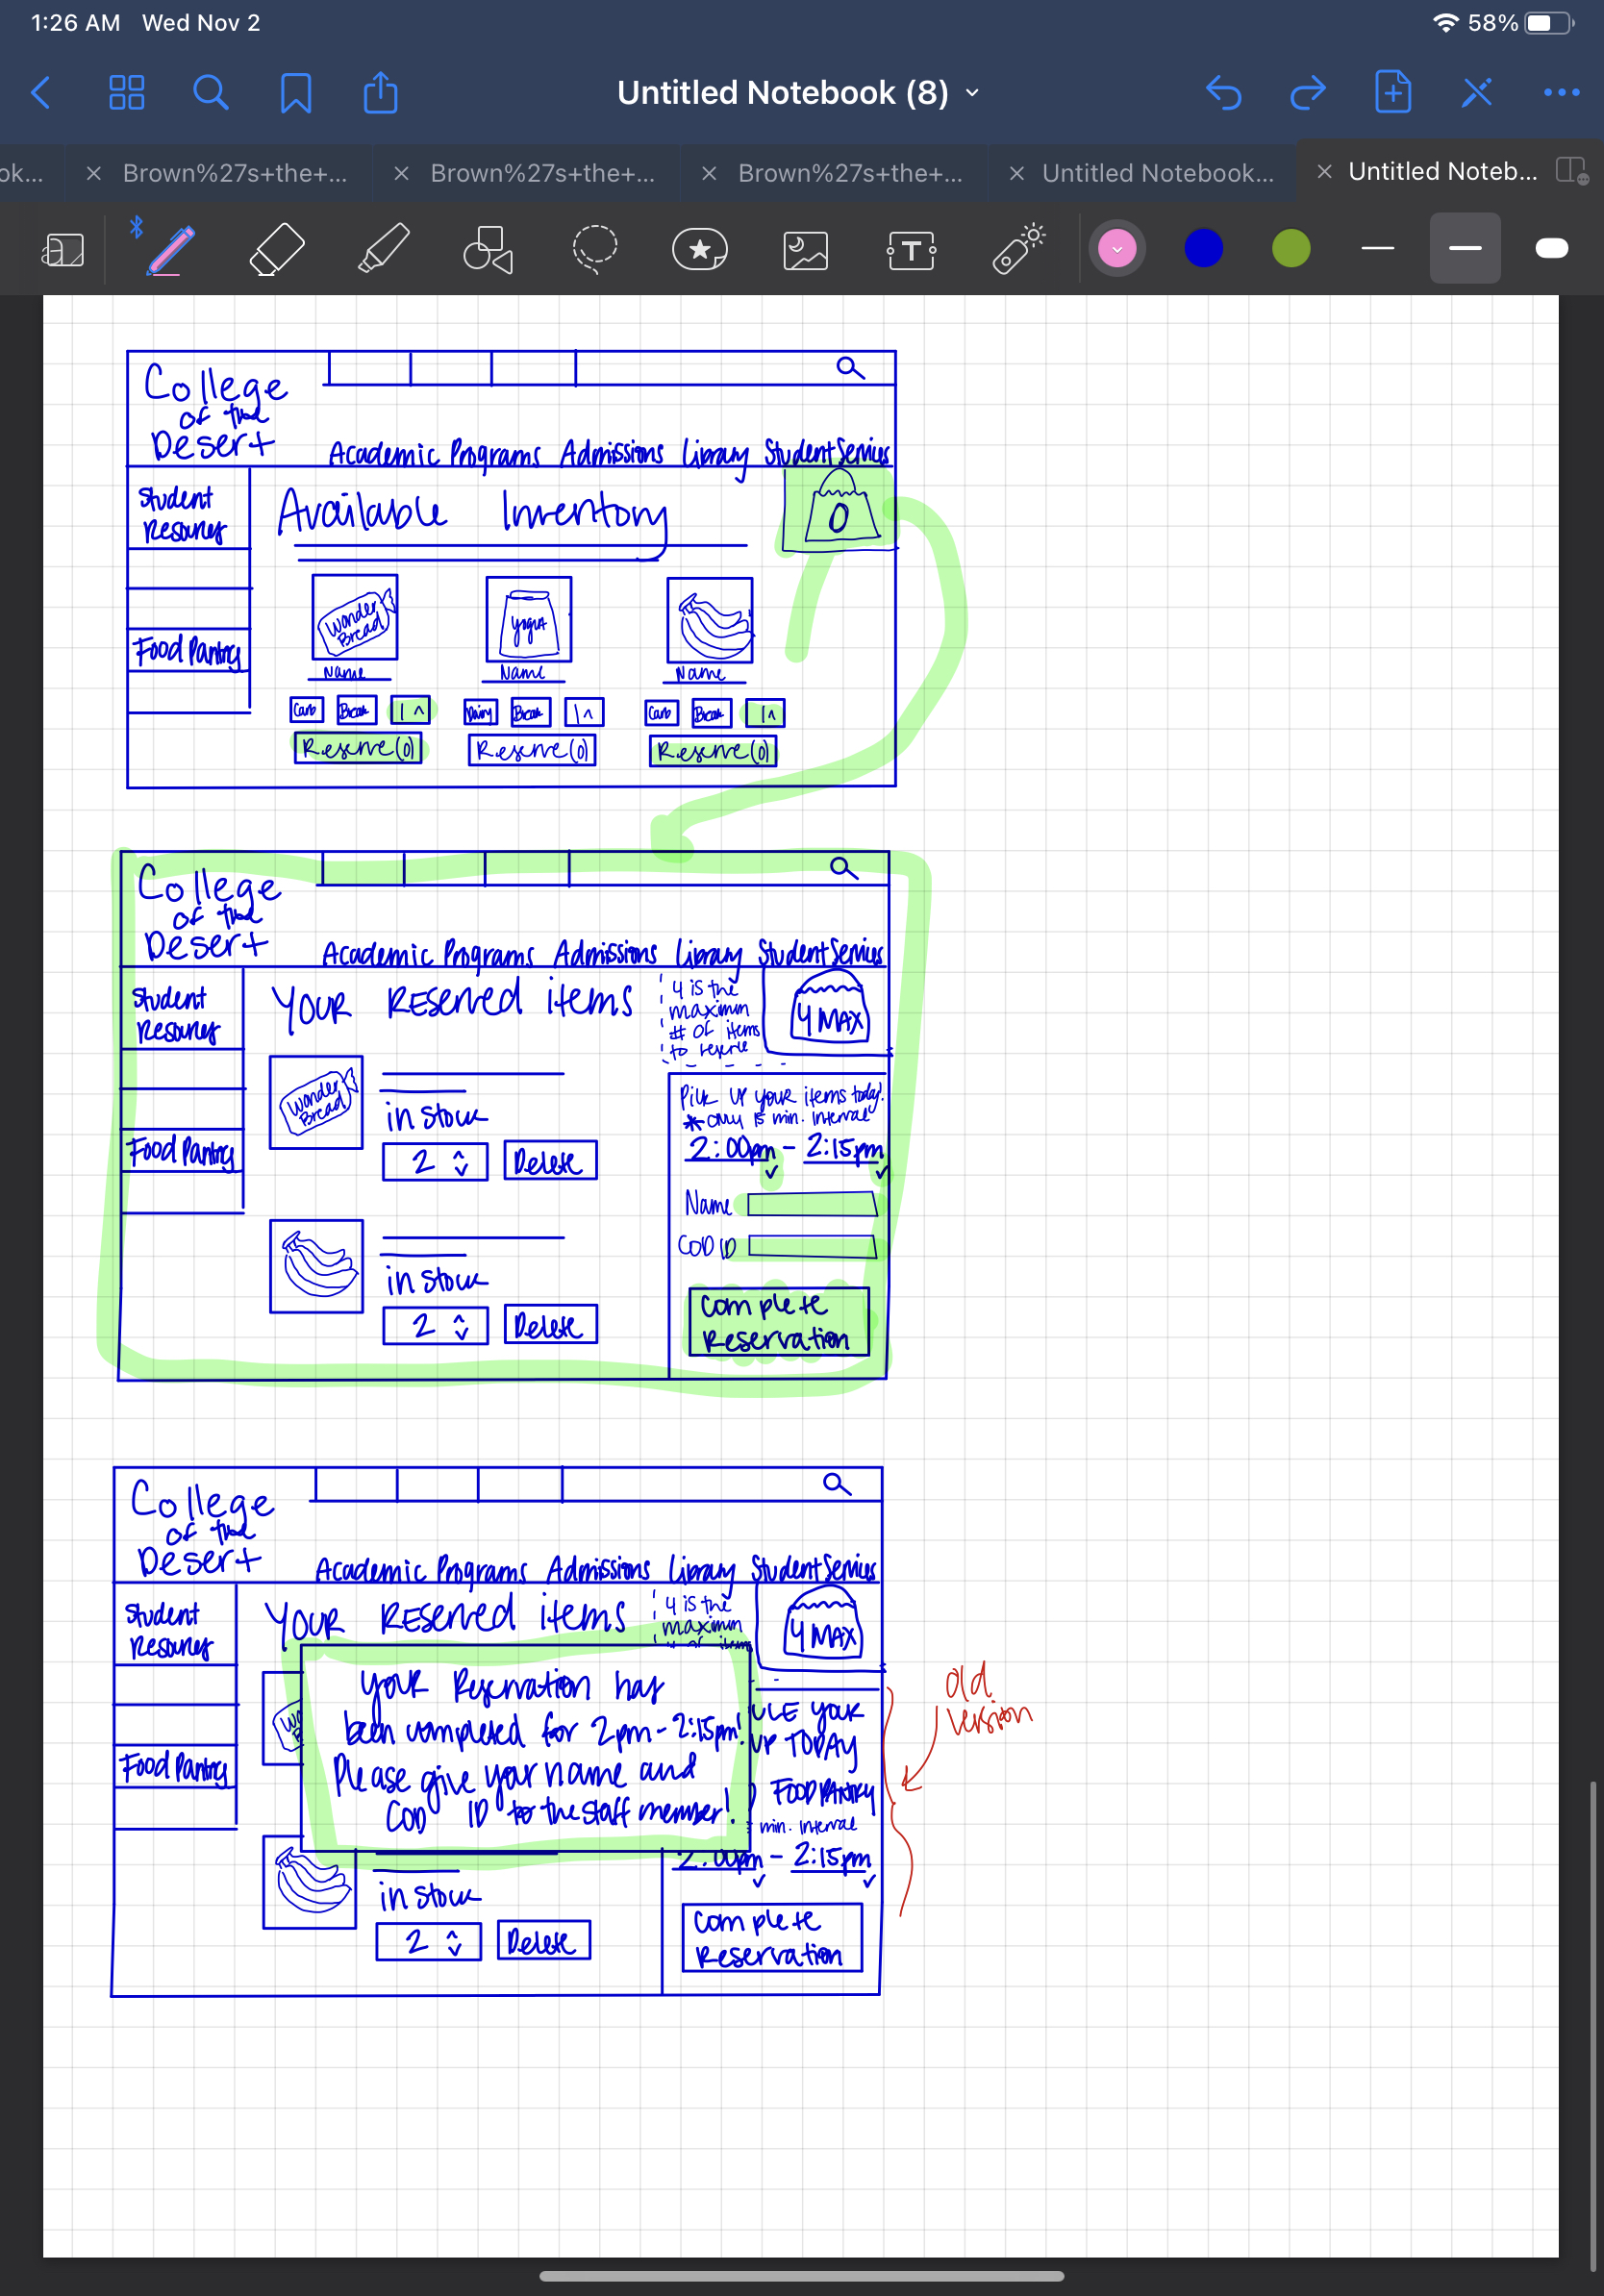 1:26 AM Wed Nov 2
58%
Untitled Notebook (8)
ok...
Brown%27s+the+...
Brown%27s+the+...
Brown%27s+the+...
Untitled Notebook...
Untitled Noteb...
a
T
College
of the
Desert
Academic Programs Admissions Library Student Services
Student
Resources
Food Pantry
Available Inventory
0
Wonder
Bread
Yogurt
Name
Name
Name
Carb
1 ^
Dairy
1 ^
Carb
1 ^
Reserve (0)
Reserve (0)
Reserve (0)
College
of the
Desert
Academic Programs Admissions Library Student Services
Student
Resources
Food Pantry
Your Reserved items
4 is the
maximum
# of items
to reserve
4 MAX
Wonder
Bread
in stock
2
Delete
in stock
2
Delete
Pick up your items today!
* only 15 min. interval
2:00pm - 2:15pm
Name
COD ID
Complete
Reservation
College
of the
Desert
Academic Programs Admissions Library Student Services
Student
Resources
Food Pantry
Your Reserved items
4 is the
maximum
4 MAX
Wo
Your Reservation has
been completed for 2pm - 2:15pm!
Please give your name and
COD ID to the staff member!
ULE your
UP TODAY
) FOOD PANTRY
min. interval
2:00pm - 2:15pm
in stock
2
Delete
Complete
Reservation
old
version